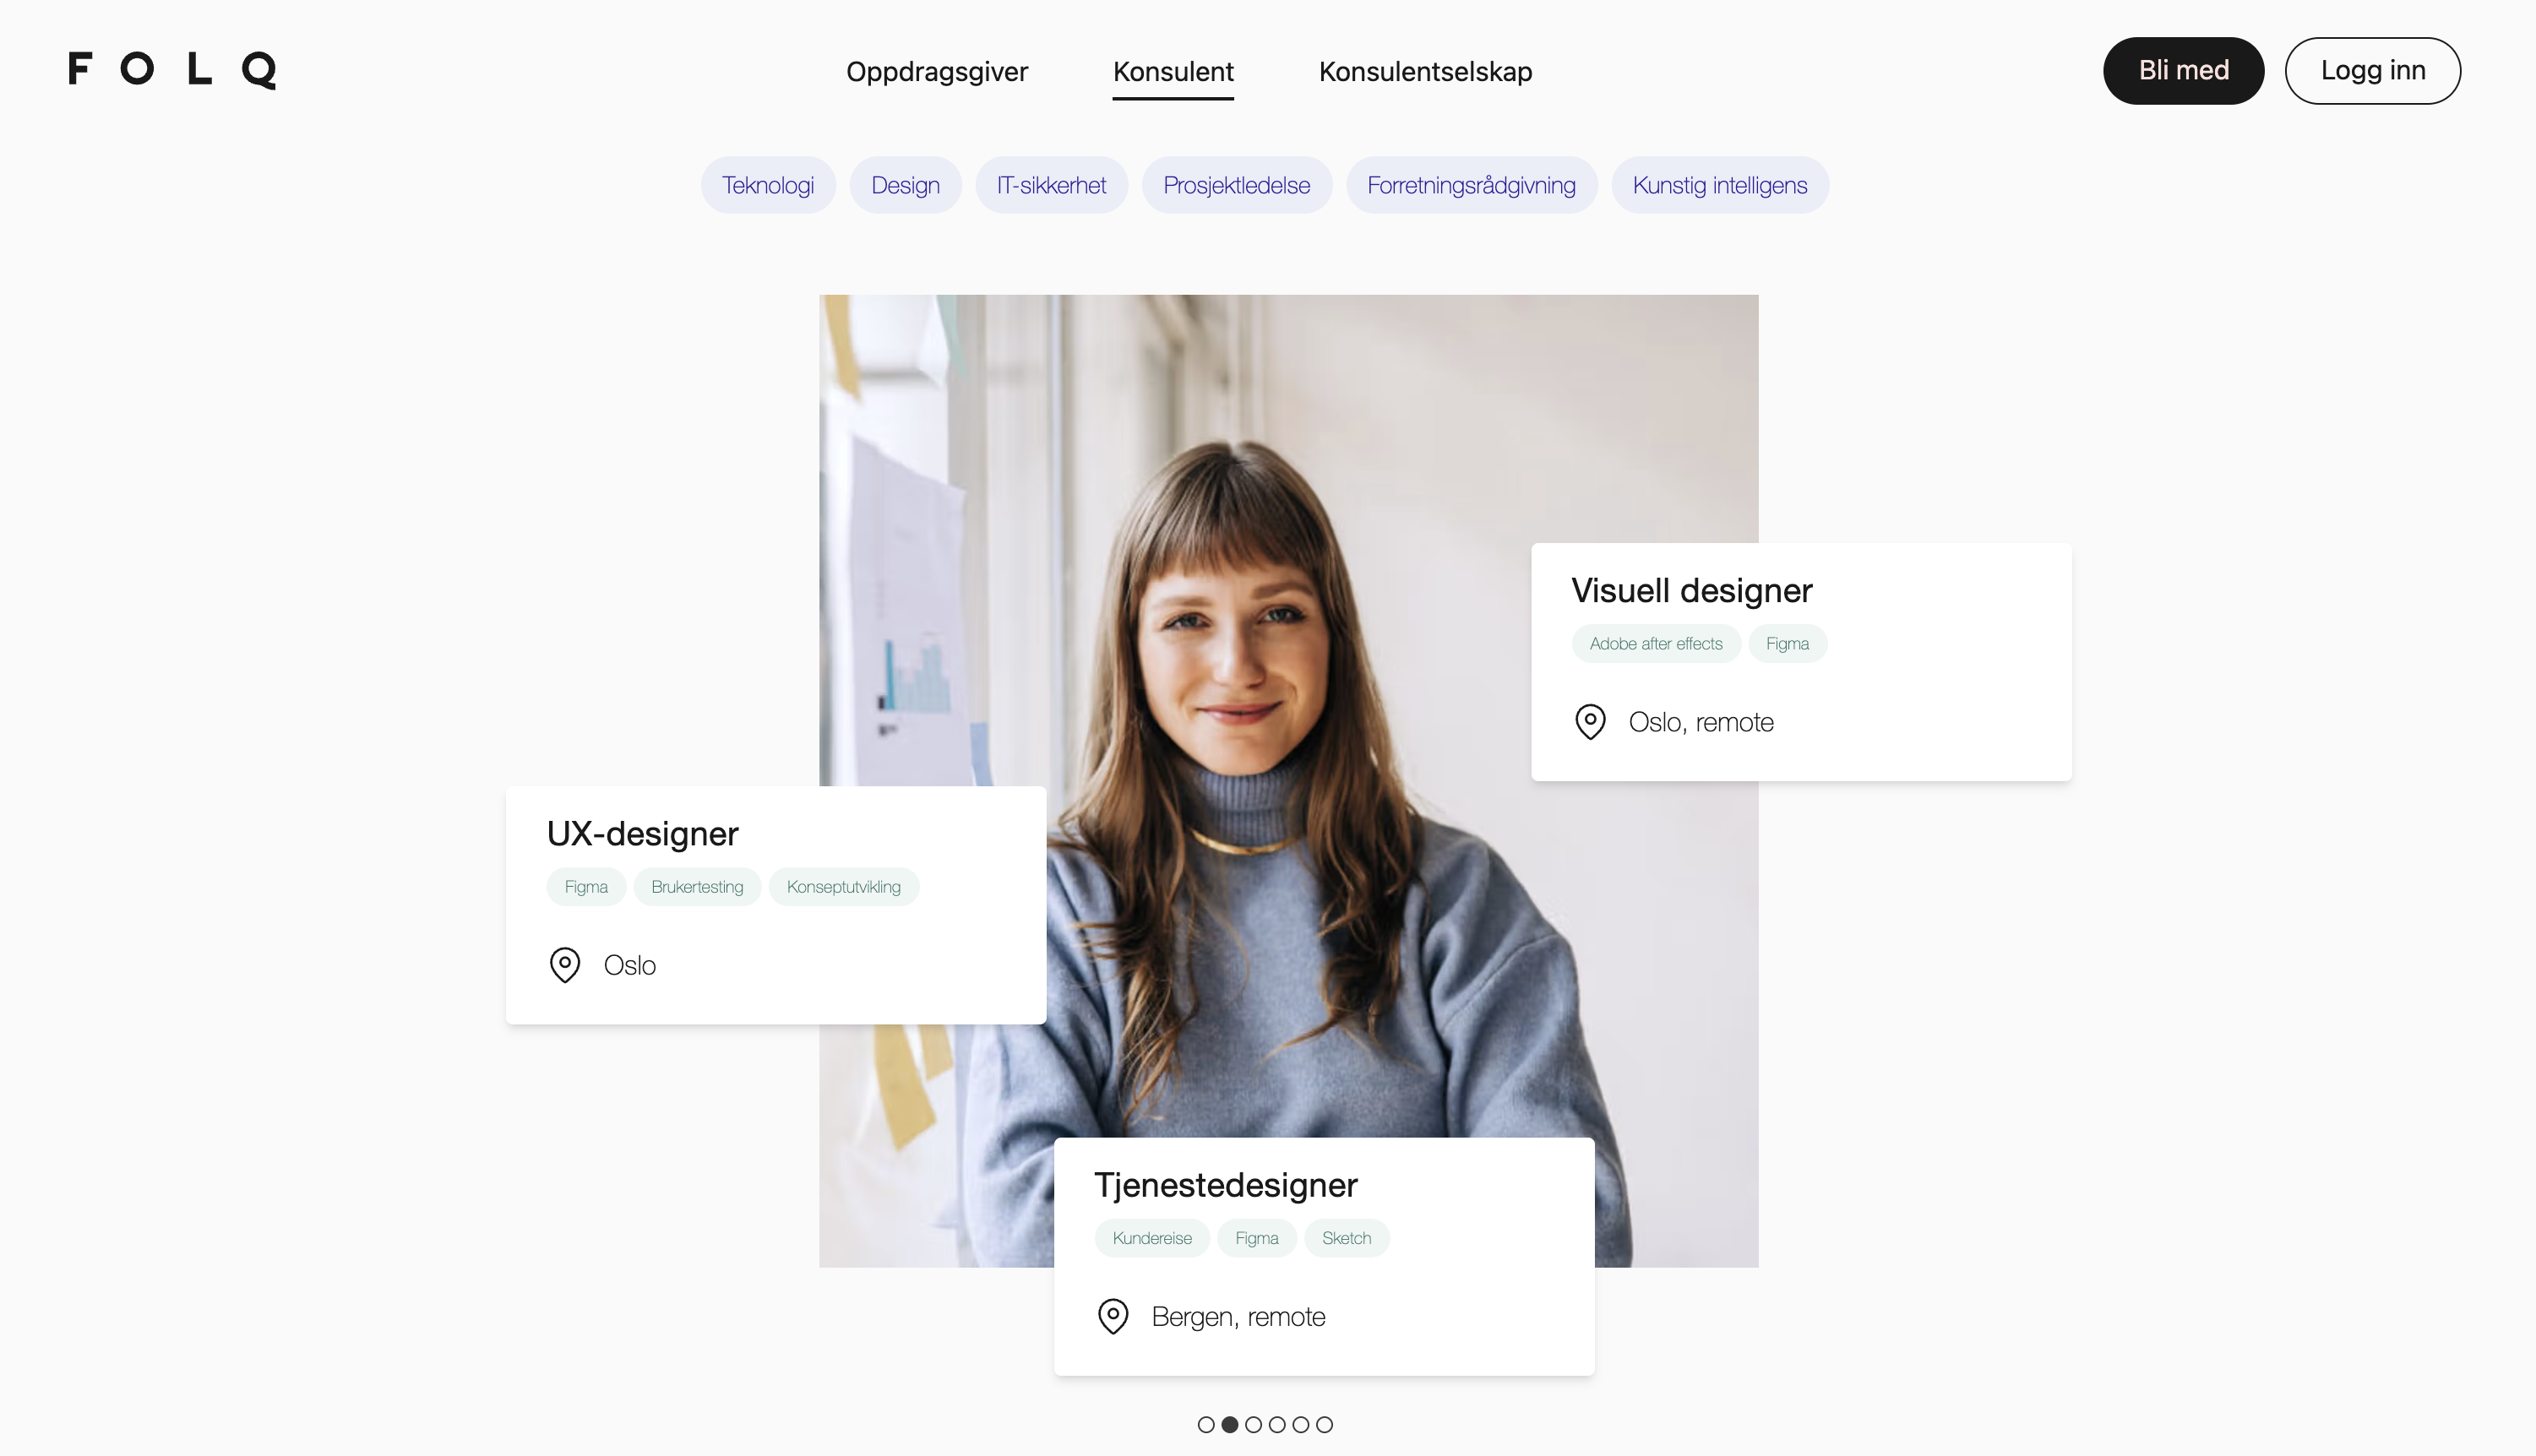 FOLQ
Oppdragsgiver Konsulent Konsulentselskap
Bli med Logg inn
Teknologi Design IT-sikkerhet Prosjektledelse Forretningsrådgivning Kunstig intelligens
Visuell designer
Adobe after effects Figma
Oslo, remote
UX-designer
Figma Brukertesting Konseptutvikling
Oslo
Tjenestedesigner
Kundereise Figma Sketch
Bergen, remote